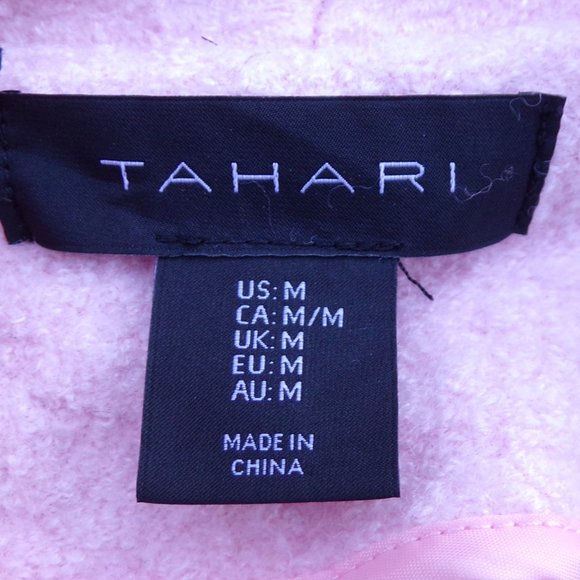 TAHARI
US: M
CA: M/M
UK: M
EU: M
AU: M
MADE IN
CHINA